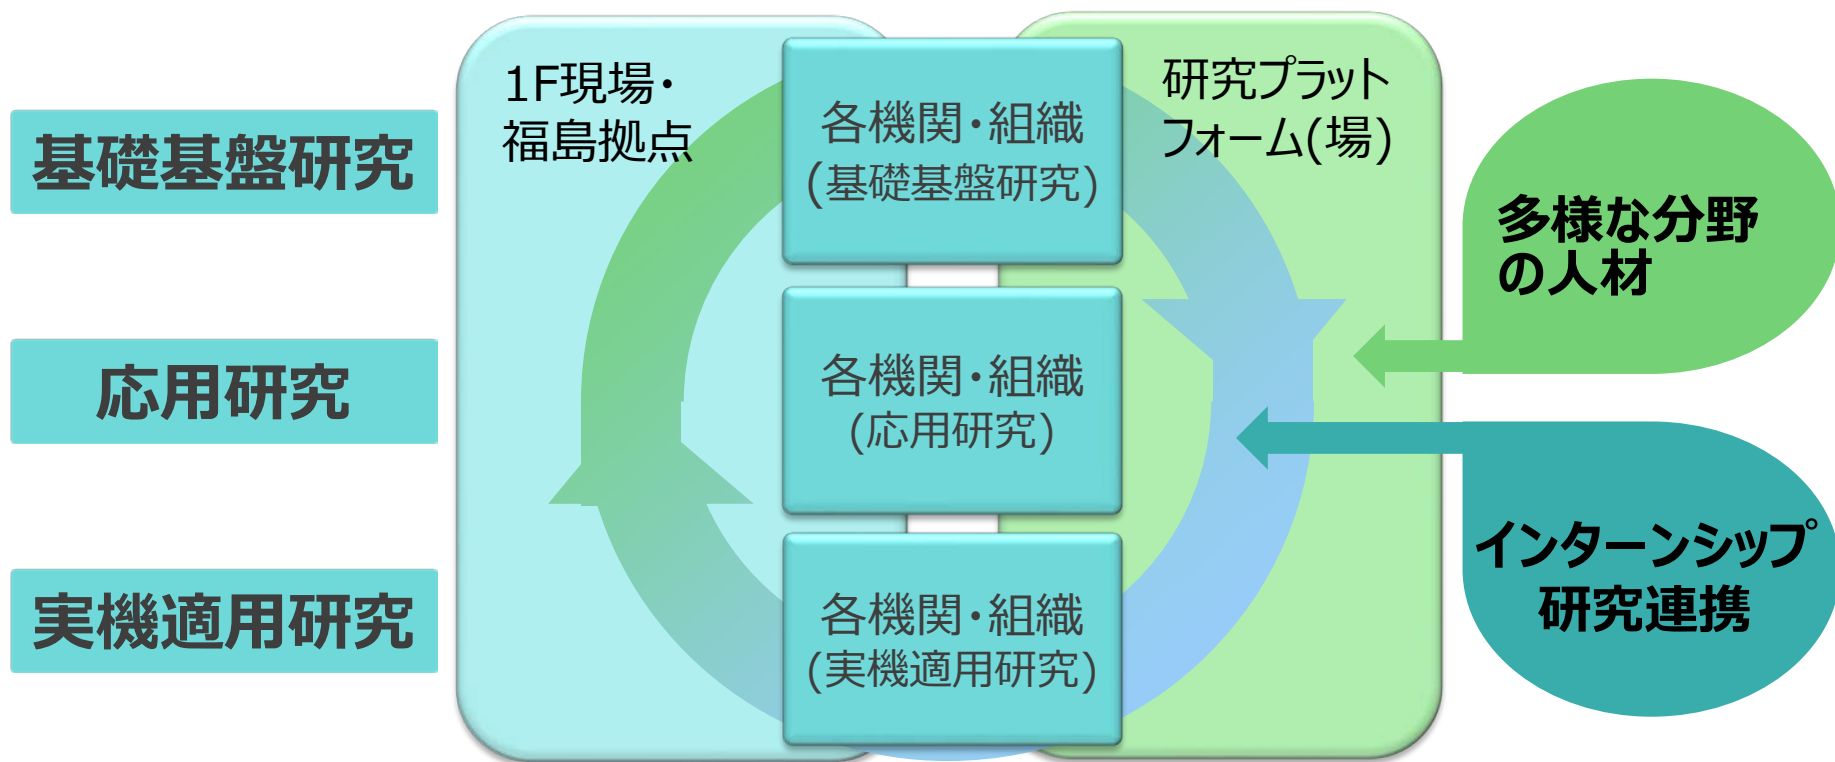 基礎基盤研究
応用研究
実機適用研究
1F現場・
福島拠点
各機関・組織
(基礎基盤研究)
各機関・組織
(応用研究)
各機関・組織
(実機適用研究)
研究プラット
フォーム(場)
多様な分野
の人材
インターンシップ
研究連携